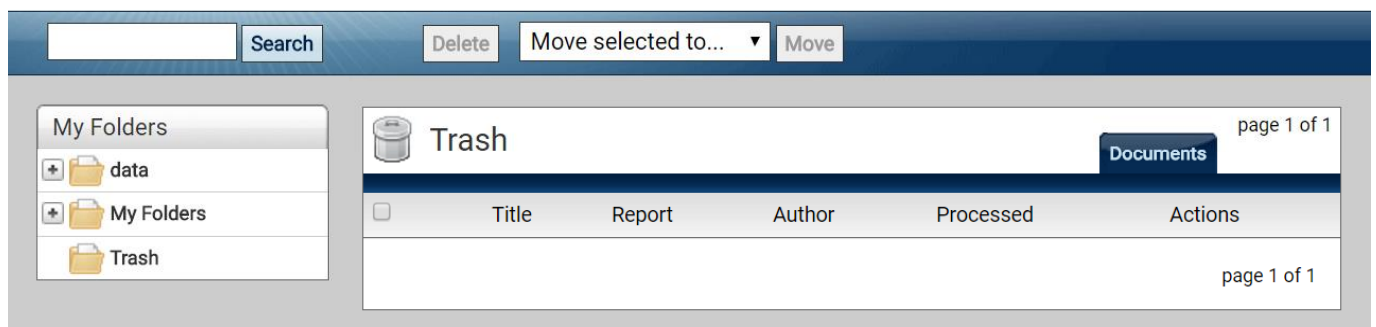 Search Delete Move selected to... Move
My Folders
data
My Folders
Trash
Trash
page 1 of 1
Documents
Title Report Author Processed Actions
page 1 of 1